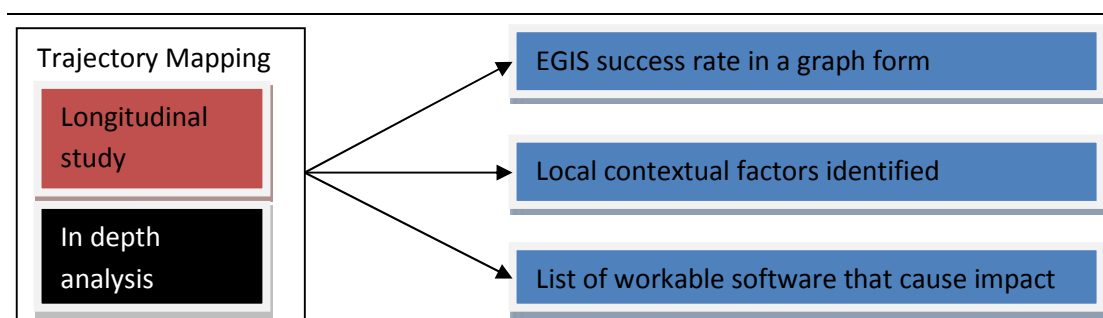 Trajectory Mapping
Longitudinal
study
In depth
analysis
EGIS success rate in a graph form
Local contextual factors identified
List of workable software that cause impact